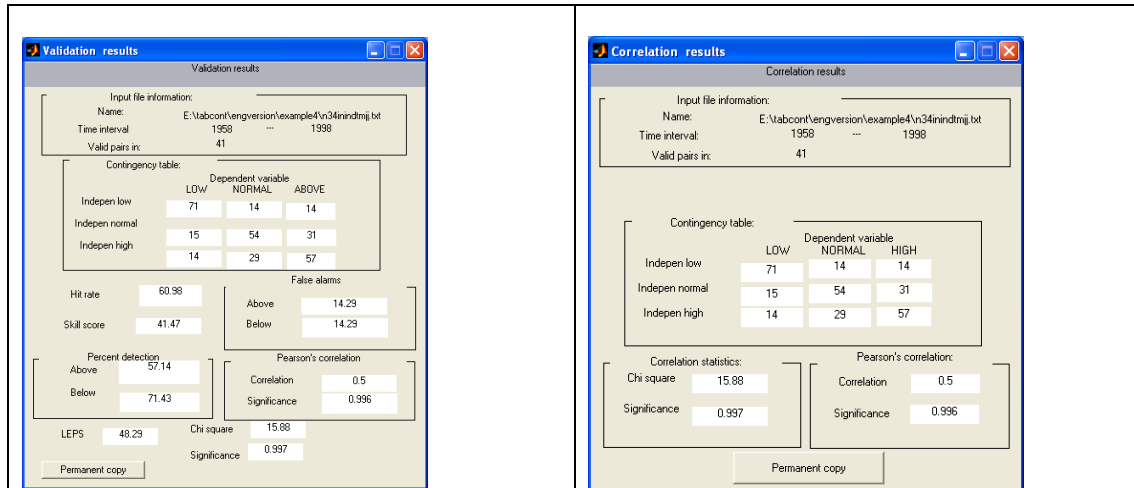 Validation results
Validation results
Input file information:
Name: E:\tabcont\engversion\example4\n34inindtmjj.txt
Time interval 1958 --- 1998
Valid pairs in: 41
Contingency table:
Dependent variable
LOW NORMAL ABOVE
Indepen low 71 14 14
Indepen normal 15 54 31
Indepen high 14 29 57
Hit rate 60.98
Skill score 41.47
False alarms
Above 14.29
Below 14.29
Percent detection
Above 57.14
Below 71.43
Pearson's correlation
Correlation 0.5
Significance 0.996
LEPS 48.29
Chi square 15.88
Significance 0.997
Permanent copy
Correlation results
Correlation results
Input file information:
Name: E:\tabcont\engversion\example4\n34inindtmjj.txt
Time interval: 1958 --- 1998
Valid pairs in: 41
Contingency table:
Dependent variable
LOW NORMAL HIGH
Indepen low 71 14 14
Indepen normal 15 54 31
Indepen high 14 29 57
Correlation statistics:
Chi square 15.88
Significance 0.997
Pearson's correlation:
Correlation 0.5
Significance 0.996
Permanent copy